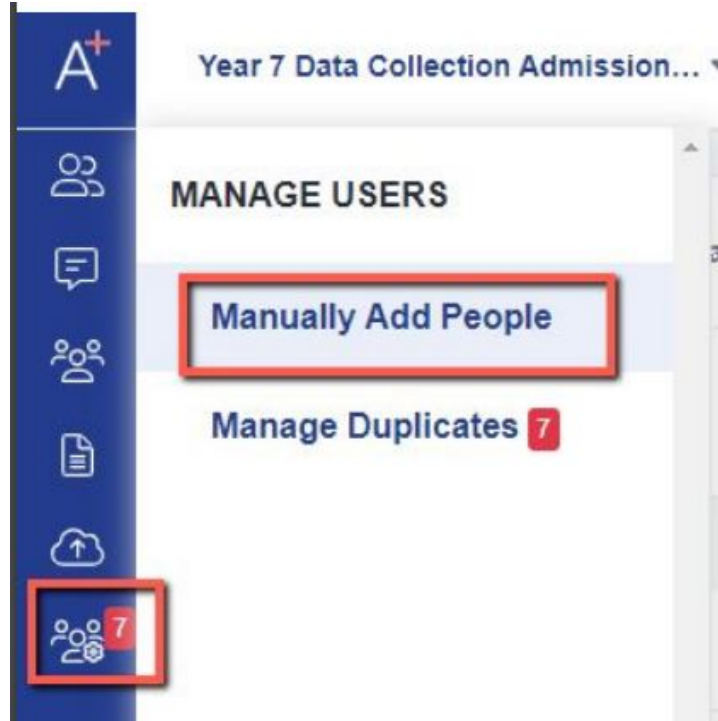 A+
Year 7 Data Collection Admission...
MANAGE USERS
Manually Add People
Manage Duplicates 7
7